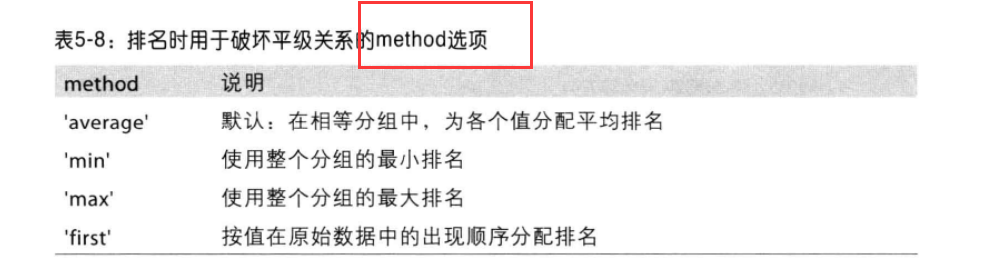 表5-8：排名时用于破坏平级关系的method选项
method 说明
'average' 默认：在相等分组中，为各个值分配平均排名
'min' 使用整个分组的最小排名
'max' 使用整个分组的最大排名
'first' 按值在原始数据中的出现顺序分配排名